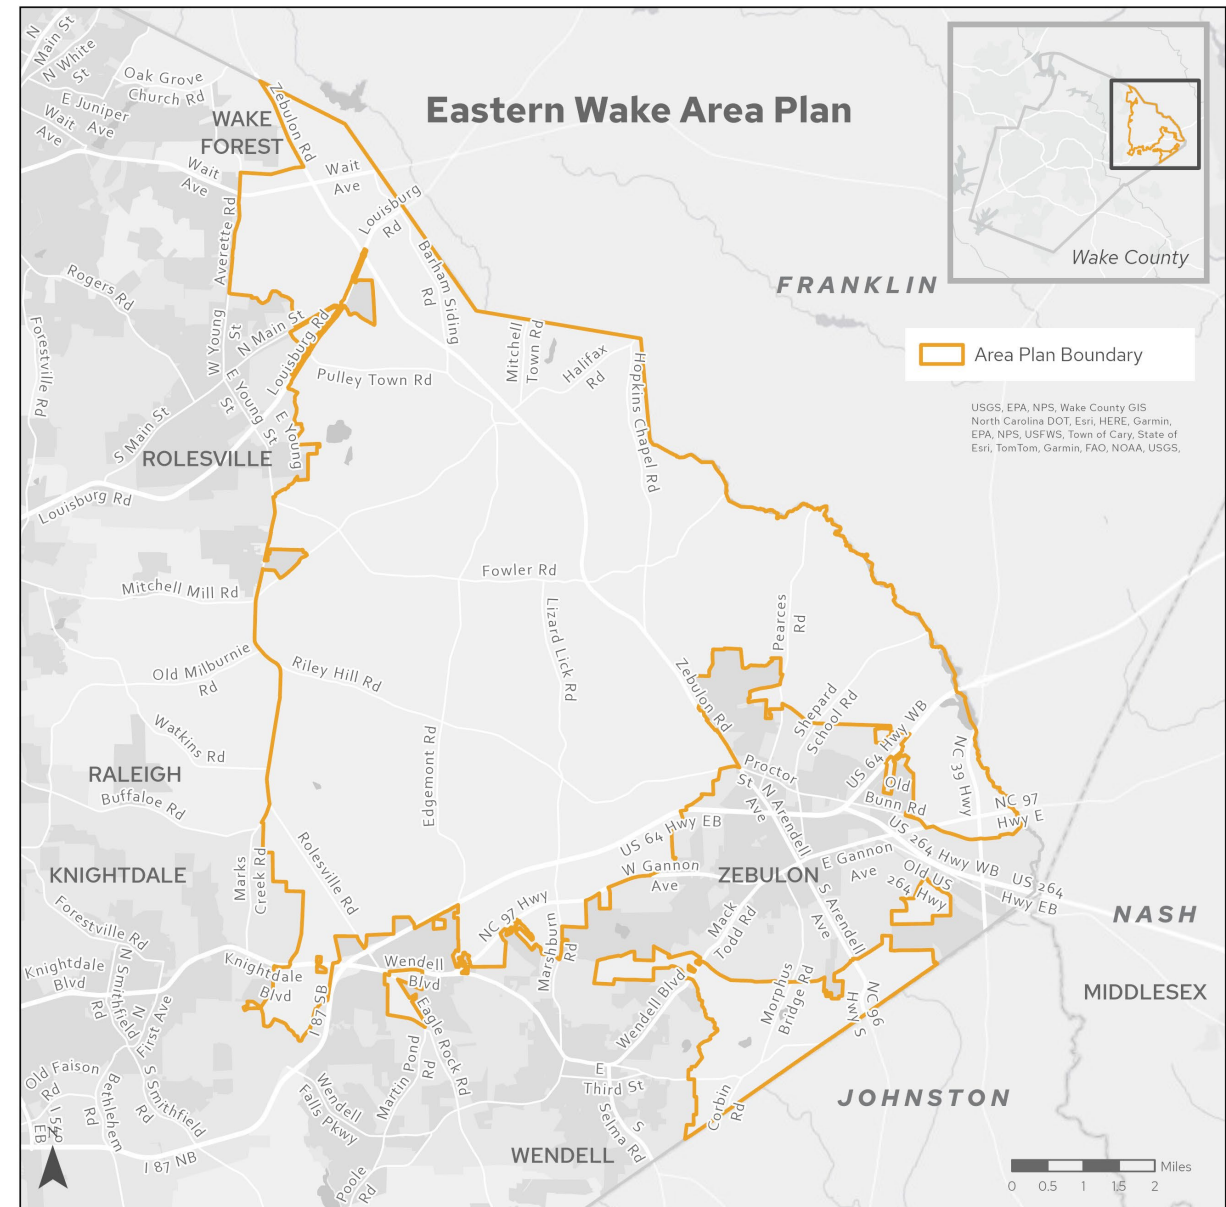 Eastern Wake Area Plan
Wake County
FRANKLIN
Area Plan Boundary
USGS, EPA, NPS, Wake County GIS
North Carolina DOT, Esri, HERE, Garmin,
EPA, NPS, USFWS, Town of Cary, State of
Esri, TomTom, Garmin, FAO, NOAA, USGS,
N
Main St
N White
St
Oak Grove
Church Rd
E Juniper
Ave
Wait
Ave
WAKE
FOREST
Zebulon Rd
Wait
Ave
Wait
Ave
Louisburg
Rd
Averette Rd
Barham Siding
Rd
Rogers Rd
Forestville Rd
W Young
St
N Main St
Louisburg Rd
E Young
St
E Young
S Main St
Pulley Town Rd
Mitchell
Town Rd
Halifax
Rd
Hopkins Chapel Rd
ROLESVILLE
Louisburg Rd
Mitchell Mill Rd
Fowler Rd
Lizard Lick Rd
Pearces
Rd
Old Milburnie
Rd
Riley Hill Rd
Zebulon Rd
Shepard
School Rd
US 64 Hwy WB
NC 39 Hwy
Watkins Rd
RALEIGH
Buffaloe Rd
Edgemont Rd
Proctor
St
N Arendell
Ave
Old
Bunn Rd
NC 97
Hwy E
US 64 Hwy EB
US 264 Hwy WB
US 264
Hwy EB
Rolesville Rd
Marks
Creek Rd
KNIGHTDALE
W Gannon
Ave
ZEBULON
E Gannon
Ave
Old US
264 Hwy
NASH
Forestville Rd
NC 97 Hwy
Marshburn
Rd
Mack
Todd Rd
S Arendell
Ave
Knightdale
Blvd
N Smithfield
Rd
N
First Ave
Knightdale
Blvd
I 87 SB
Wendell
Blvd
Eagle Rock Rd
Wendell Blvd
Morphus
Bridge Rd
NC 96
Hwy S
MIDDLESEX
Old Faison
Rd
I 540
EB
Bethlehem
Rd
S Smithfield
Rd
I 87 NB
Wendell
Falls Pkwy
Martin Pond
Rd
Poole
Rd
E
Third St
S
Selma Rd
Corbin
Rd
JOHNSTON
WENDELL
N
Miles
0 0.5 1 1.5 2